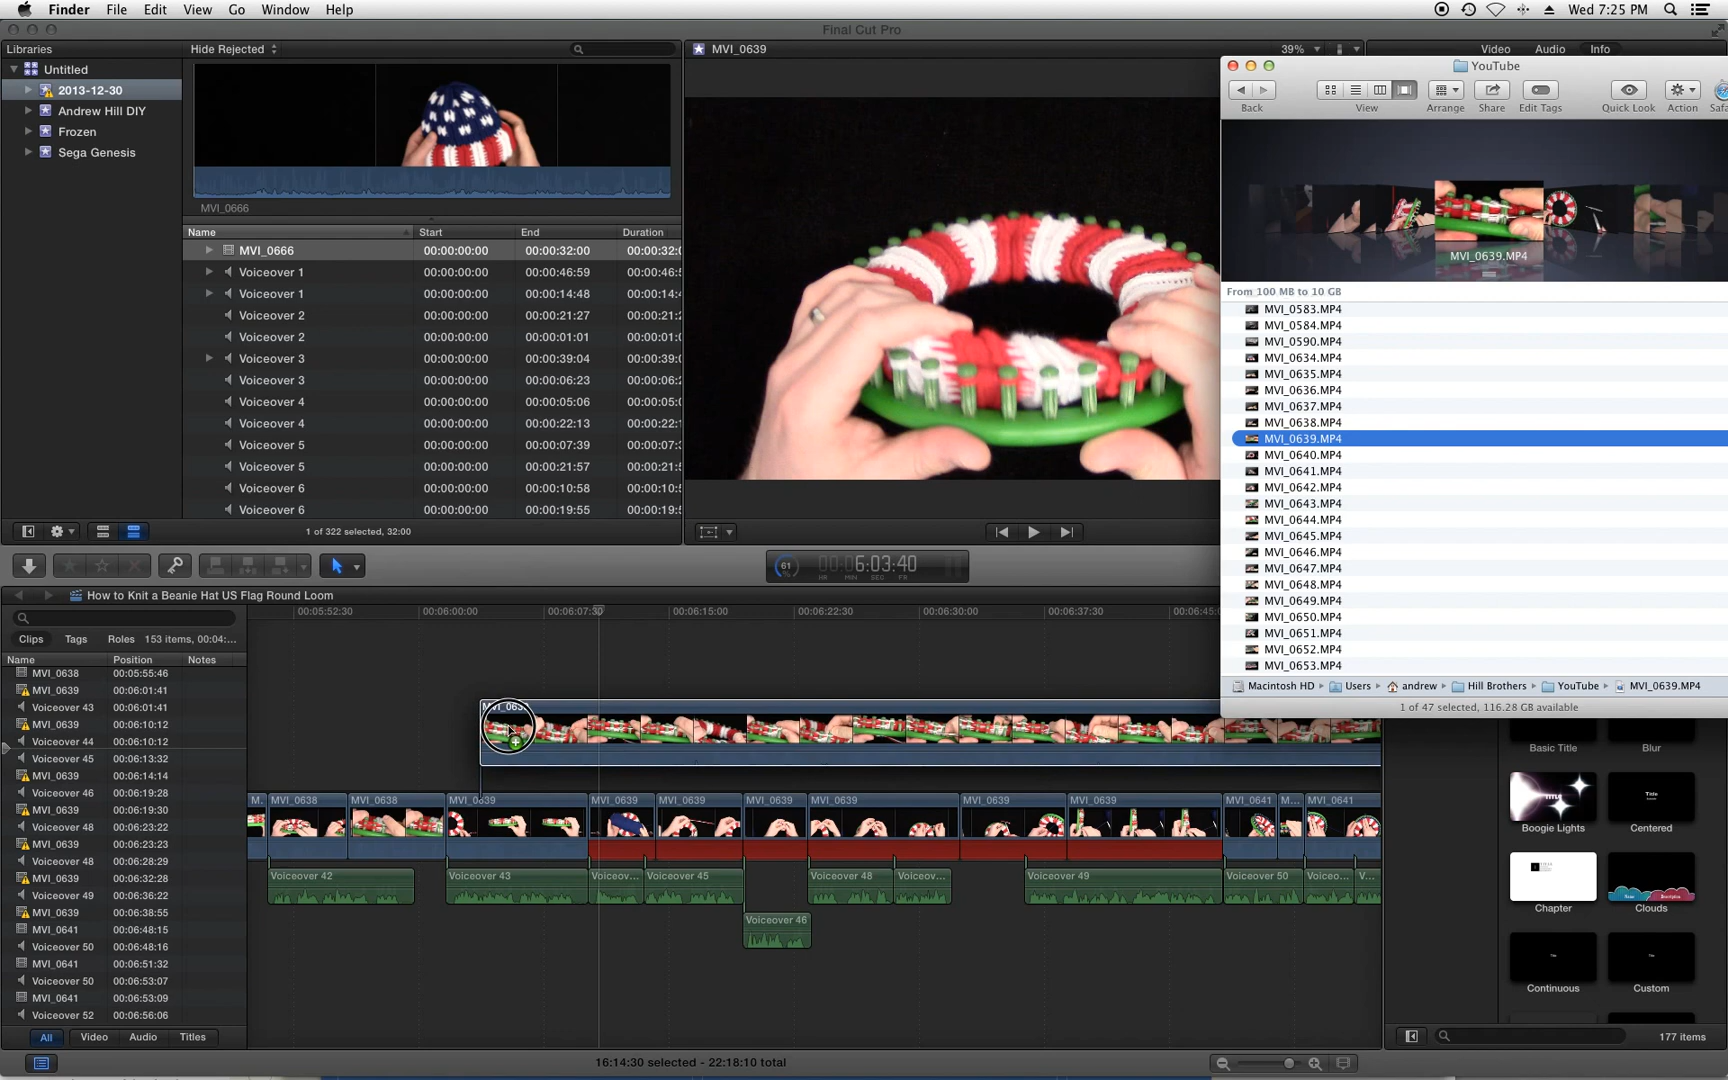 Finder File Edit View Go Window Help
Wed 7:25 PM
Final Cut Pro
Libraries
Untitled
2013-12-30
Andrew Hill DIY
Frozen
Sega Genesis
Hide Rejected
MVI_0666
Name Start End Duration
MVI_0666 00:00:00:00 00:00:32:00 00:00:32:
Voiceover 1 00:00:00:00 00:00:46:59 00:00:46:
Voiceover 1 00:00:00:00 00:00:14:48 00:00:14:
Voiceover 2 00:00:00:00 00:00:21:27 00:00:21:
Voiceover 2 00:00:00:00 00:00:01:01 00:00:01:
Voiceover 3 00:00:00:00 00:00:39:04 00:00:39:
Voiceover 3 00:00:00:00 00:00:06:23 00:00:06:
Voiceover 4 00:00:00:00 00:00:05:06 00:00:05:
Voiceover 4 00:00:00:00 00:00:22:13 00:00:22:
Voiceover 5 00:00:00:00 00:00:07:39 00:00:07:
Voiceover 5 00:00:00:00 00:00:21:57 00:00:21:
Voiceover 6 00:00:00:00 00:00:10:58 00:00:10:
Voiceover 6 00:00:00:00 00:00:19:55 00:00:19:
1 of 322 selected, 32:00
MVI_0639
39%
Video Audio Info
YouTube
Back View Arrange Share Edit Tags Quick Look Action Safa
MVI_0639.MP4
From 100 MB to 10 GB
MVI_0583.MP4
MVI_0584.MP4
MVI_0590.MP4
MVI_0634.MP4
MVI_0635.MP4
MVI_0636.MP4
MVI_0637.MP4
MVI_0638.MP4
MVI_0639.MP4
MVI_0640.MP4
MVI_0641.MP4
MVI_0642.MP4
MVI_0643.MP4
MVI_0644.MP4
MVI_0645.MP4
MVI_0646.MP4
MVI_0647.MP4
MVI_0648.MP4
MVI_0649.MP4
MVI_0650.MP4
MVI_0651.MP4
MVI_0652.MP4
MVI_0653.MP4
Macintosh HD Users andrew Hill Brothers YouTube MVI_0639.MP4
1 of 47 selected, 116.28 GB available
61 % 00:00:6:03:40
HR MIN SEC FR
How to Knit a Beanie Hat US Flag Round Loom
Clips Tags Roles 153 items, 00:04:...
Name Position Notes
MVI_0638 00:05:55:46
MVI_0639 00:06:01:41
Voiceover 43 00:06:01:41
MVI_0639 00:06:10:12
Voiceover 44 00:06:10:12
Voiceover 45 00:06:13:32
MVI_0639 00:06:14:14
Voiceover 46 00:06:19:28
MVI_0639 00:06:19:30
Voiceover 48 00:06:23:22
MVI_0639 00:06:23:23
Voiceover 48 00:06:28:29
MVI_0639 00:06:32:28
Voiceover 49 00:06:36:22
MVI_0639 00:06:38:55
MVI_0641 00:06:48:15
Voiceover 50 00:06:48:16
MVI_0641 00:06:51:32
Voiceover 50 00:06:53:07
MVI_0641 00:06:53:09
Voiceover 52 00:06:56:06
All Video Audio Titles
00:05:52:30 00:06:00:00 00:06:07:30 00:06:15:00 00:06:22:30 00:06:30:00 00:06:37:30 00:06:45:0
M. MVI_0638 MVI_0638 MVI_0639 MVI_0639 MVI_0639 MVI_0639 MVI_0639 MVI_0639 MVI_0639 MVI_0641 M... MVI_0641
Voiceover 42 Voiceover 43 Voiceov... Voiceover 45 Voiceover 48 Voiceov... Voiceover 49 Voiceover 50 Voiceo... V...
Voiceover 46
16:14:30 selected - 22:18:10 total
Basic Title Blur
Title
Boogie Lights Centered
Chapter Clouds
Continuous Custom
177 items